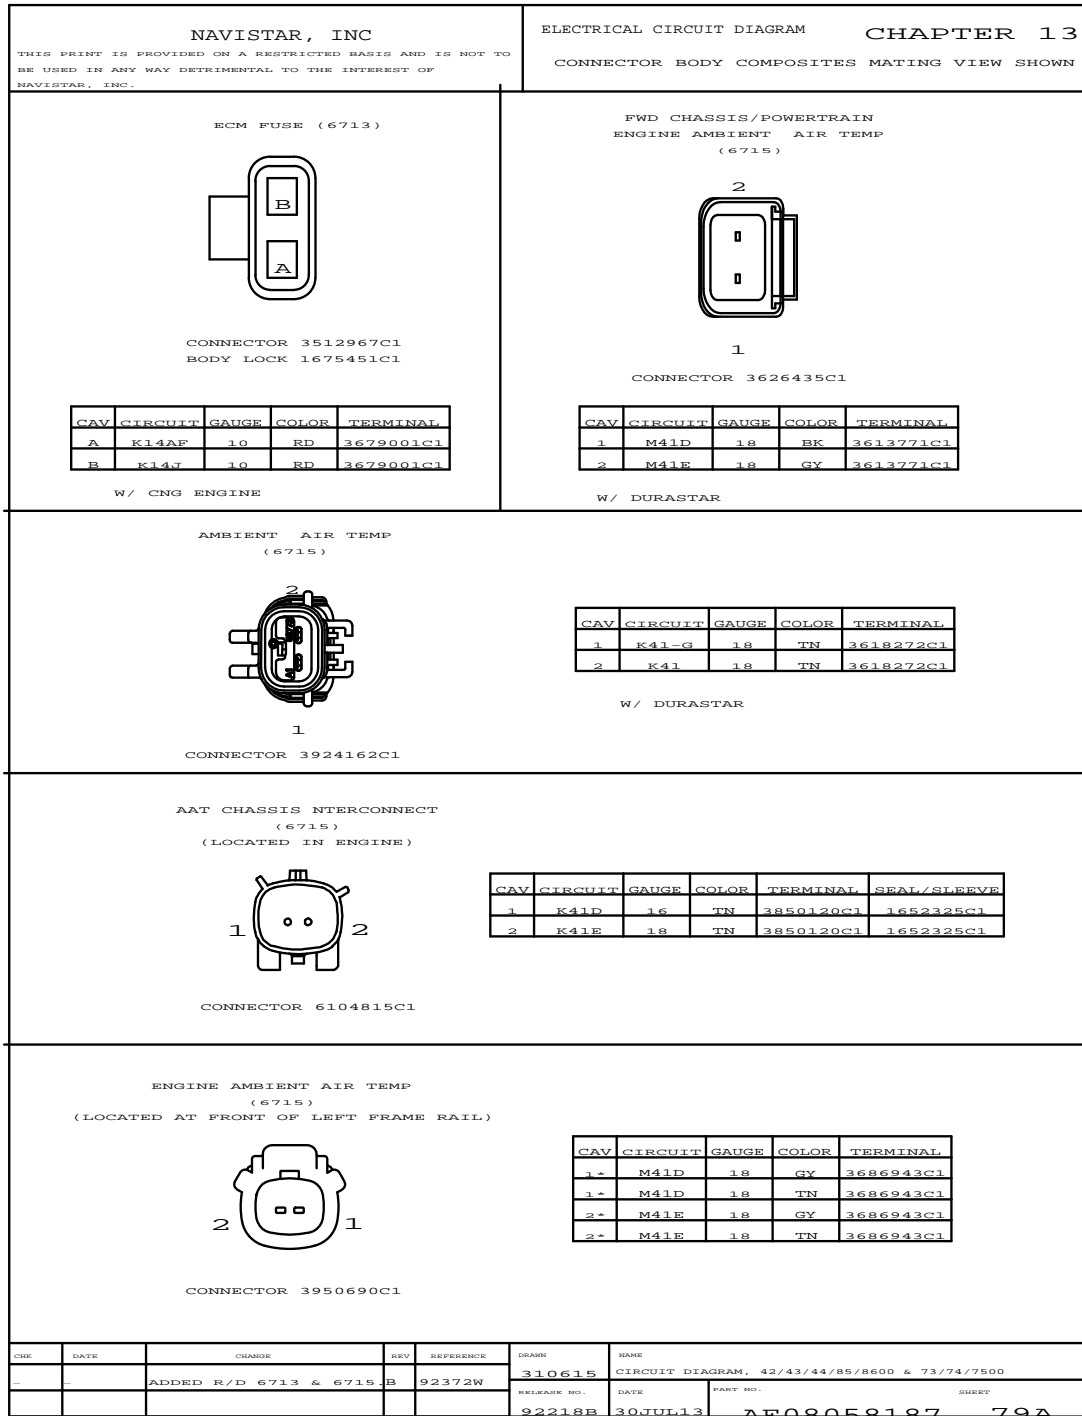 NAVISTAR, INC
THIS PRINT IS PROVIDED ON A RESTRICTED BASIS AND IS NOT TO
BE USED IN ANY WAY DETRIMENTAL TO THE INTEREST OF
NAVISTAR, INC.
ELECTRICAL CIRCUIT DIAGRAM CHAPTER 13
CONNECTOR BODY COMPOSITES MATING VIEW SHOWN
ECM FUSE (6713)
B
A
CONNECTOR 3512967C1
BODY LOCK 1675451C1
CAV CIRCUIT GAUGE COLOR TERMINAL
A K14AF 10 RD 3679001C1
B K14J 10 RD 3679001C1
W/ CNG ENGINE
FWD CHASSIS/POWERTRAIN
ENGINE AMBIENT AIR TEMP
(6715)
2
1
CONNECTOR 3626435C1
CAV CIRCUIT GAUGE COLOR TERMINAL
1 M41D 18 BK 3613771C1
2 M41E 18 GY 3613771C1
W/ DURASTAR
AMBIENT AIR TEMP
(6715)
2
1
CONNECTOR 3924162C1
CAV CIRCUIT GAUGE COLOR TERMINAL
1 K41-G 18 TN 3618272C1
2 K41 18 TN 3618272C1
W/ DURASTAR
AAT CHASSIS NTERCONNECT
(6715)
(LOCATED IN ENGINE)
1 2
CONNECTOR 6104815C1
CAV CIRCUIT GAUGE COLOR TERMINAL SEAL/SLEEVE
1 K41D 16 TN 3850120C1 1652325C1
2 K41E 18 TN 3850120C1 1652325C1
ENGINE AMBIENT AIR TEMP
(6715)
(LOCATED AT FRONT OF LEFT FRAME RAIL)
2 1
CONNECTOR 3950690C1
CAV CIRCUIT GAUGE COLOR TERMINAL
1* M41D 18 GY 3686943C1
1* M41D 18 TN 3686943C1
2* M41E 18 GY 3686943C1
2* M41E 18 TN 3686943C1
CHK DATE CHANGE REV REFERENCE
- - ADDED R/D 6713 & 6715. B 92372W
DRAWN
310615
NAME
CIRCUIT DIAGRAM, 42/43/44/85/8600 & 73/74/7500
RELEASE NO.
92218B
DATE
30JUL13
PART NO.
AF08058187
SHEET
79A